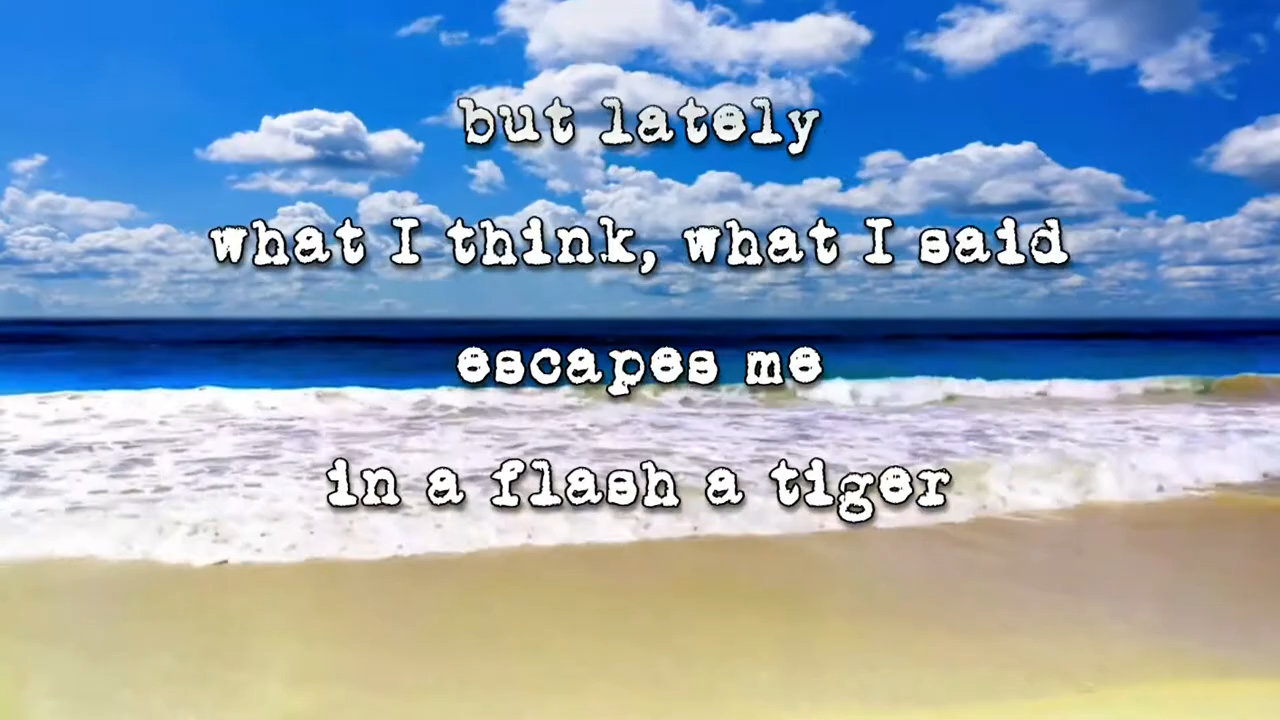 but lately
what I think, what I said
escapes me
in a flash a tiger